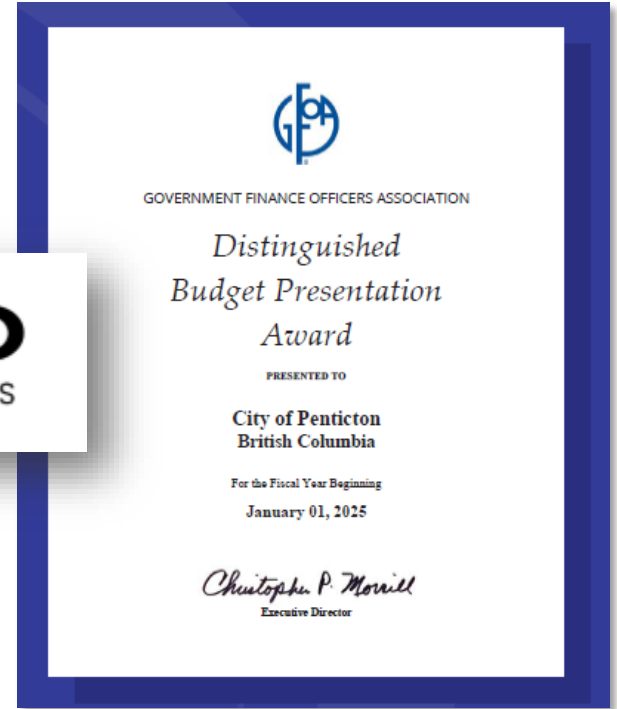 GFOA
GOVERNMENT FINANCE OFFICERS ASSOCIATION
Distinguished
Budget Presentation
Award
PRESENTED TO
City of Penticton
British Columbia
For the Fiscal Year Beginning
January 01, 2025
Christopher P. Morrill
Executive Director